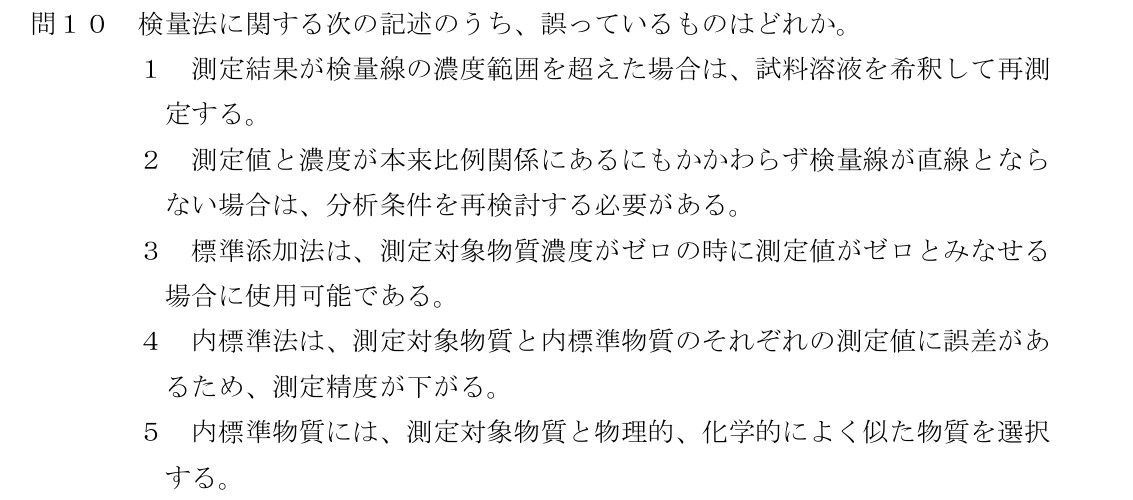 問１０　検量法に関する次の記述のうち、誤っているものはどれか。
１　測定結果が検量線の濃度範囲を超えた場合は、試料溶液を希釈して再測
定する。
２　測定値と濃度が本来比例関係にあるにもかかわらず検量線が直線となら
ない場合は、分析条件を再検討する必要がある。
３　標準添加法は、測定対象物質濃度がゼロの時に測定値がゼロとみなせる
場合に使用可能である。
４　内標準法は、測定対象物質と内標準物質のそれぞれの測定値に誤差があ
るため、測定精度が下がる。
５　内標準物質には、測定対象物質と物理的、化学的によく似た物質を選択
する。